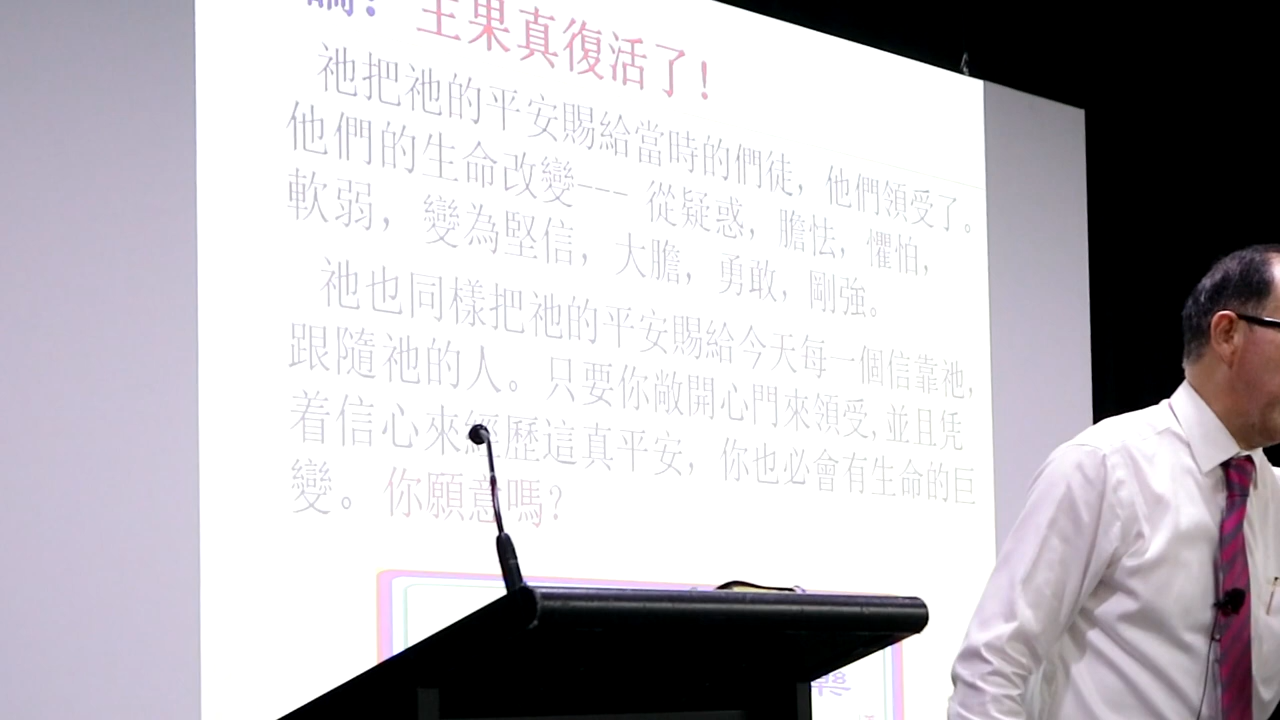 主果真復活了！
祂把祂的平安賜給當時的們徒，他們領受了。
他們的生命改變--- 從疑惑，膽怯，懼怕，
軟弱，變為堅信，大膽，勇敢，剛強。
祂也同樣把祂的平安賜給今天每一個信靠祂，
跟隨祂的人。只要你敞開心門來領受，並且凭
着信心來經歷這真平安，你也必會有生命的巨
變。你願意嗎？